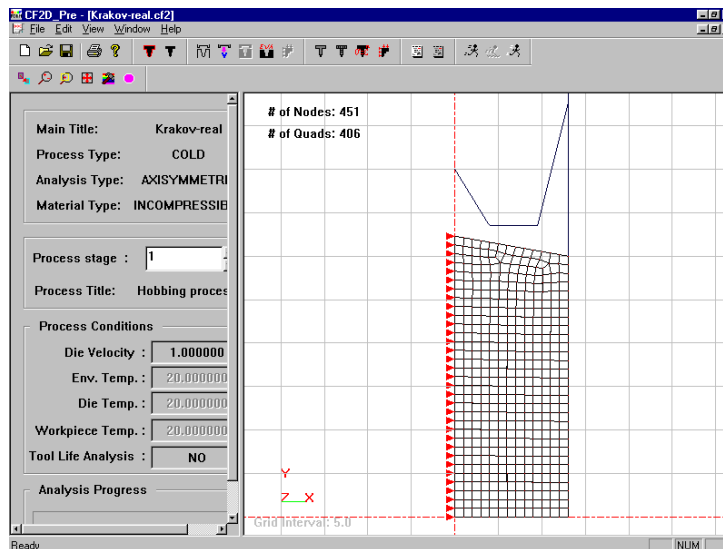 CF2D_Pre - [Krakov-real.cf2]
File Edit View Window Help
Main Title: Krakov-real
Process Type: COLD
Analysis Type: AXISYMMETRI
Material Type: INCOMPRESSIB
Process stage : 1
Process Title: Hobbing proces
Process Conditions
Die Velocity : 1.000000
Env. Temp. : 20.000000
Die Temp. : 20.000000
Workpiece Temp. : 20.000000
Tool Life Analysis : NO
Analysis Progress
# of Nodes: 451
# of Quads: 406
Y
Z X
Grid Interval: 5.0
Ready NUM